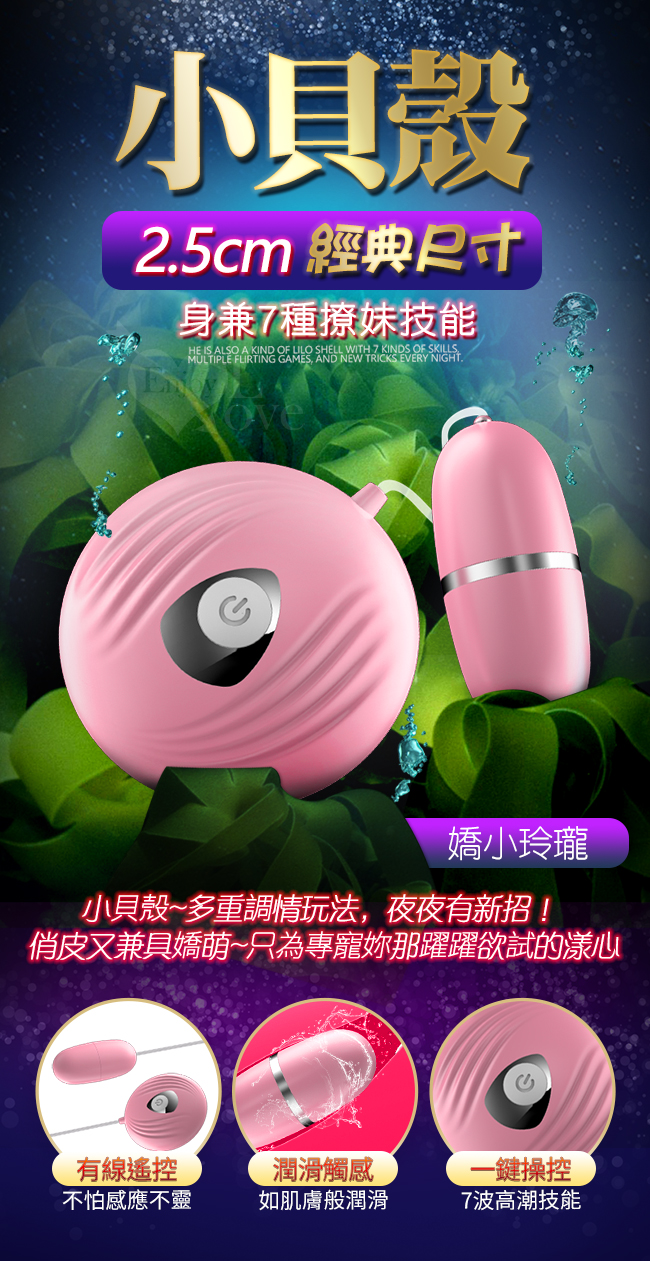 小貝殼
2.5cm 經典尺寸
身兼7種撩妹技能
HE IS ALSO A KIND OF LILO SHELL WITH 7 KINDS OF SKILLS,
MULTIPLE FLIRTING GAMES, AND NEW TRICKS EVERY NIGHT.
嬌小玲瓏
小貝殼~多重調情玩法，夜夜有新招！
俏皮又兼具嬌萌~只為專寵妳那躍躍欲試的漾心
有線遙控
潤滑觸感
一鍵操控
不怕感應不靈
如肌膚般潤滑
7波高潮技能